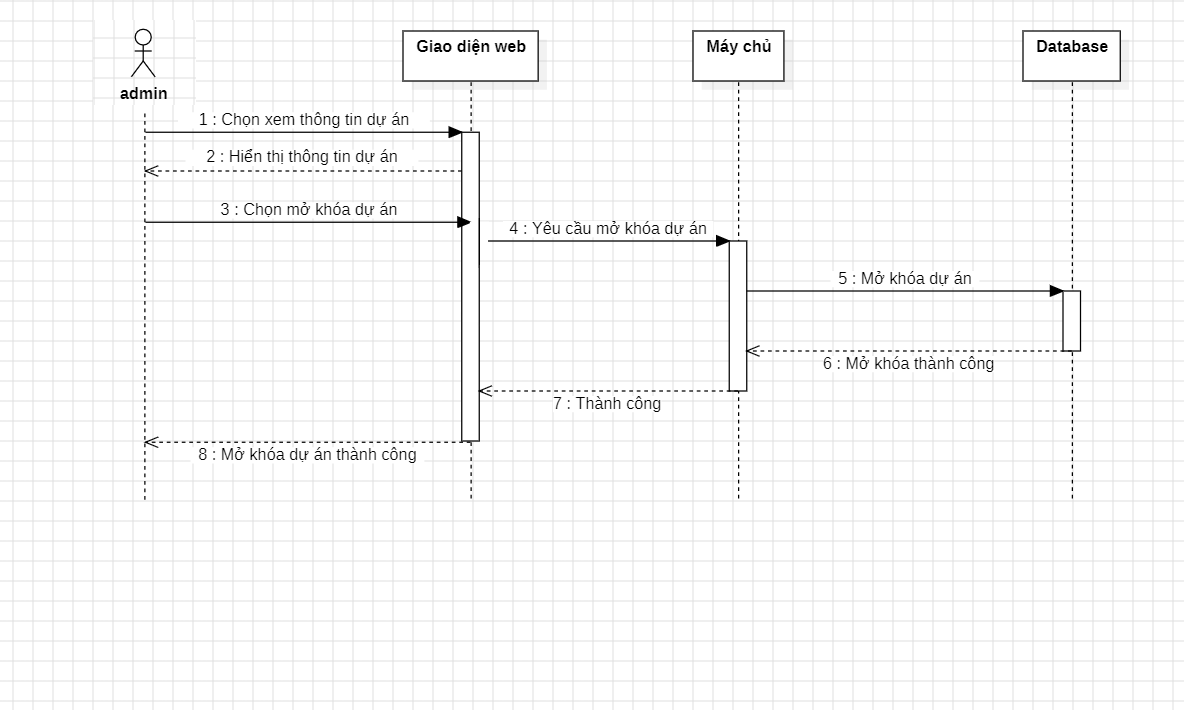 Giao diện web
Máy chủ
Database
admin
1 : Chọn xem thông tin dự án
2 : Hiển thị thông tin dự án
3 : Chọn mở khóa dự án
4 : Yêu cầu mở khóa dự án
5 : Mở khóa dự án
6 : Mở khóa thành công
7 : Thành công
8 : Mở khóa dự án thành công